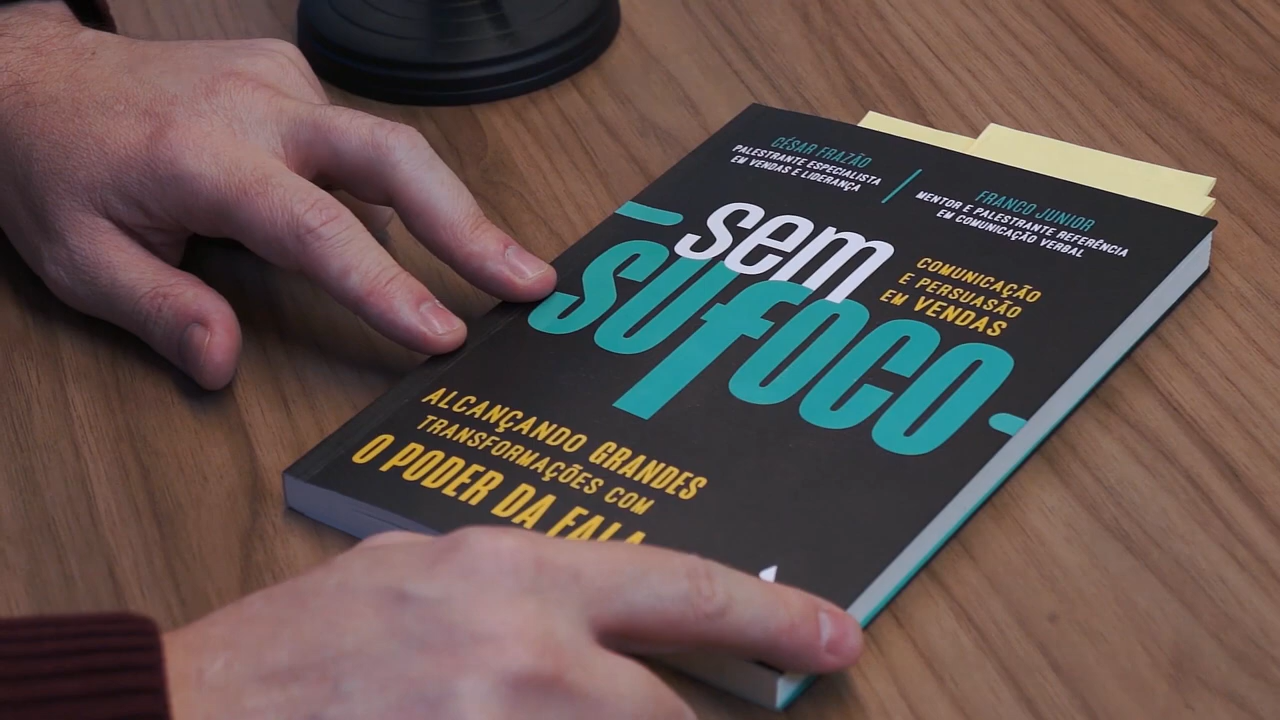 CÉSAR FRAZÃO
PALESTRANTE ESPECIALISTA
EM VENDAS E LIDERANÇA
FRANCO JUNIOR
MENTOR E PALESTRANTE REFERÊNCIA
EM COMUNICAÇÃO VERBAL
sem
sufoco
COMUNICAÇÃO
E PERSUASÃO
EM VENDAS
ALCANÇANDO GRANDES
TRANSFORMAÇÕES COM
O PODER DA FALA